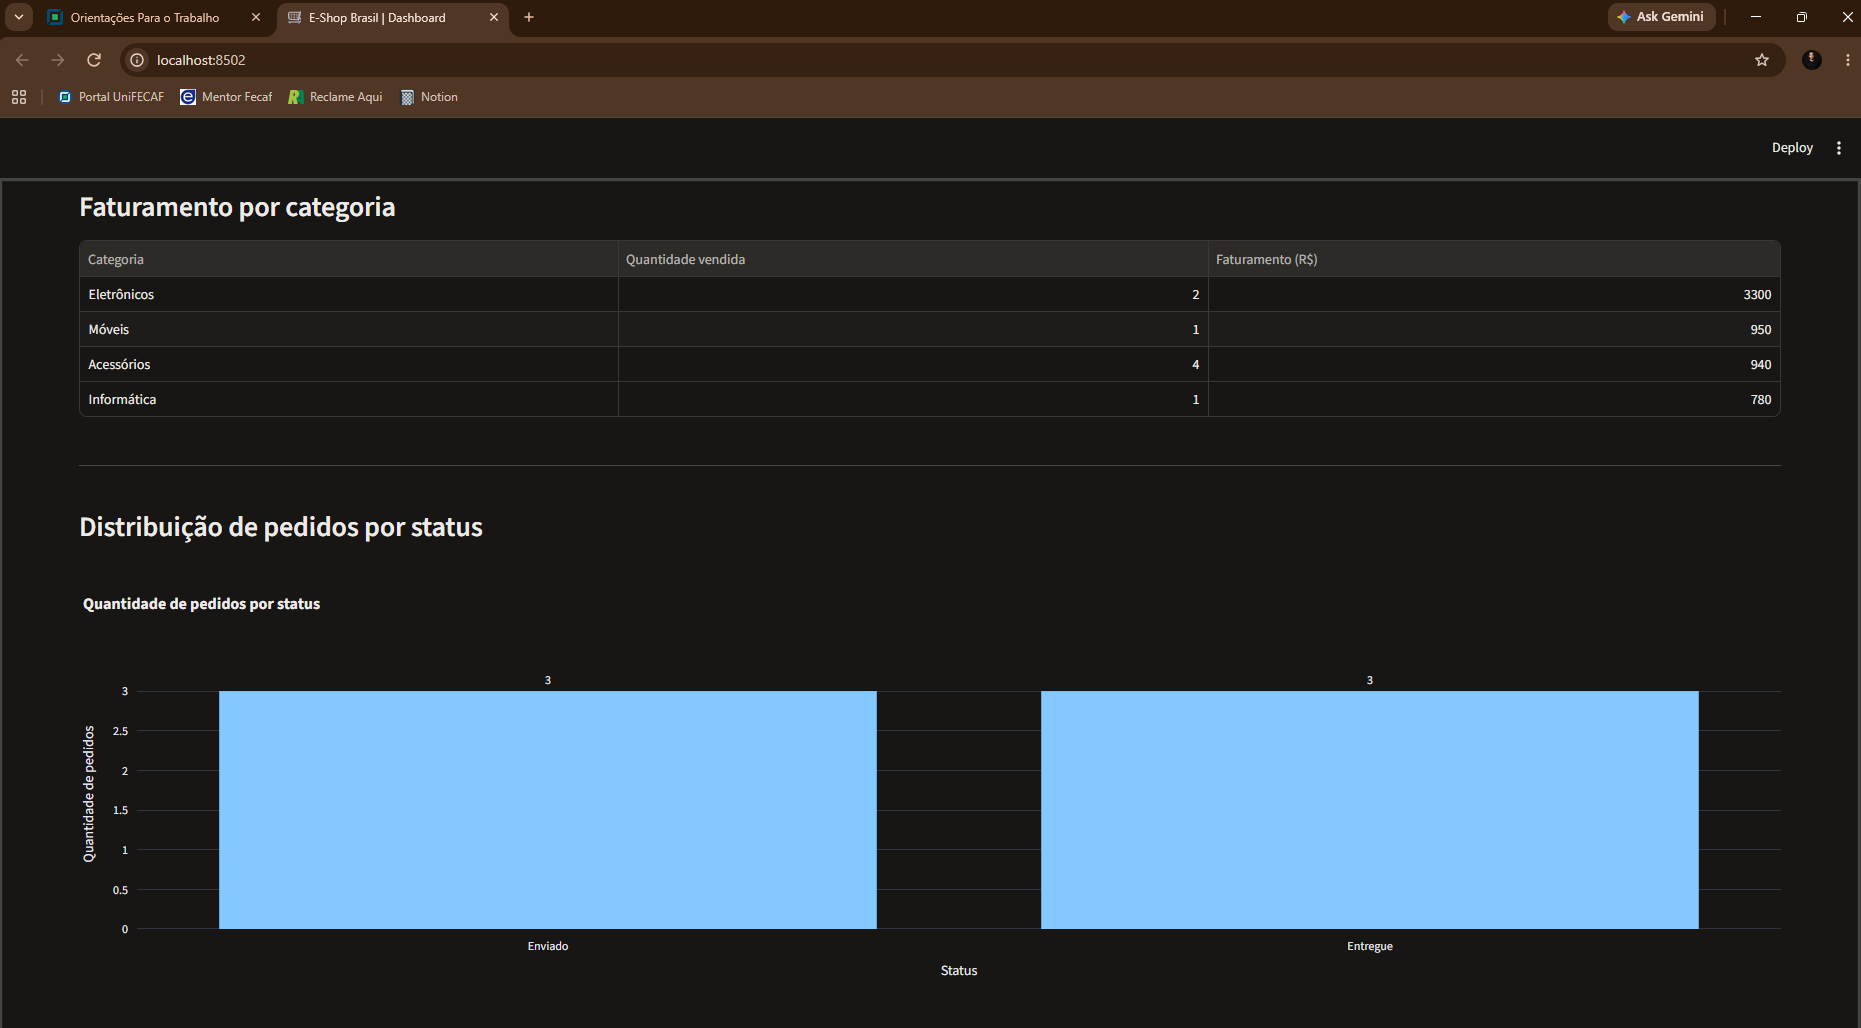 Orientações Para o Trabalho
E-Shop Brasil | Dashboard
Ask Gemini
localhost:8502
Portal UniFECAF
Mentor Fecaf
Reclame Aqui
Notion
Deploy
Faturamento por categoria
Categoria Quantidade vendida Faturamento (R$)
Eletrônicos 2 3300
Móveis 1 950
Acessórios 4 940
Informática 1 780
Distribuição de pedidos por status
Quantidade de pedidos por status
3 3
3
2.5
2
1.5
1
0.5
0
Quantidade de pedidos
Enviado Entregue
Status